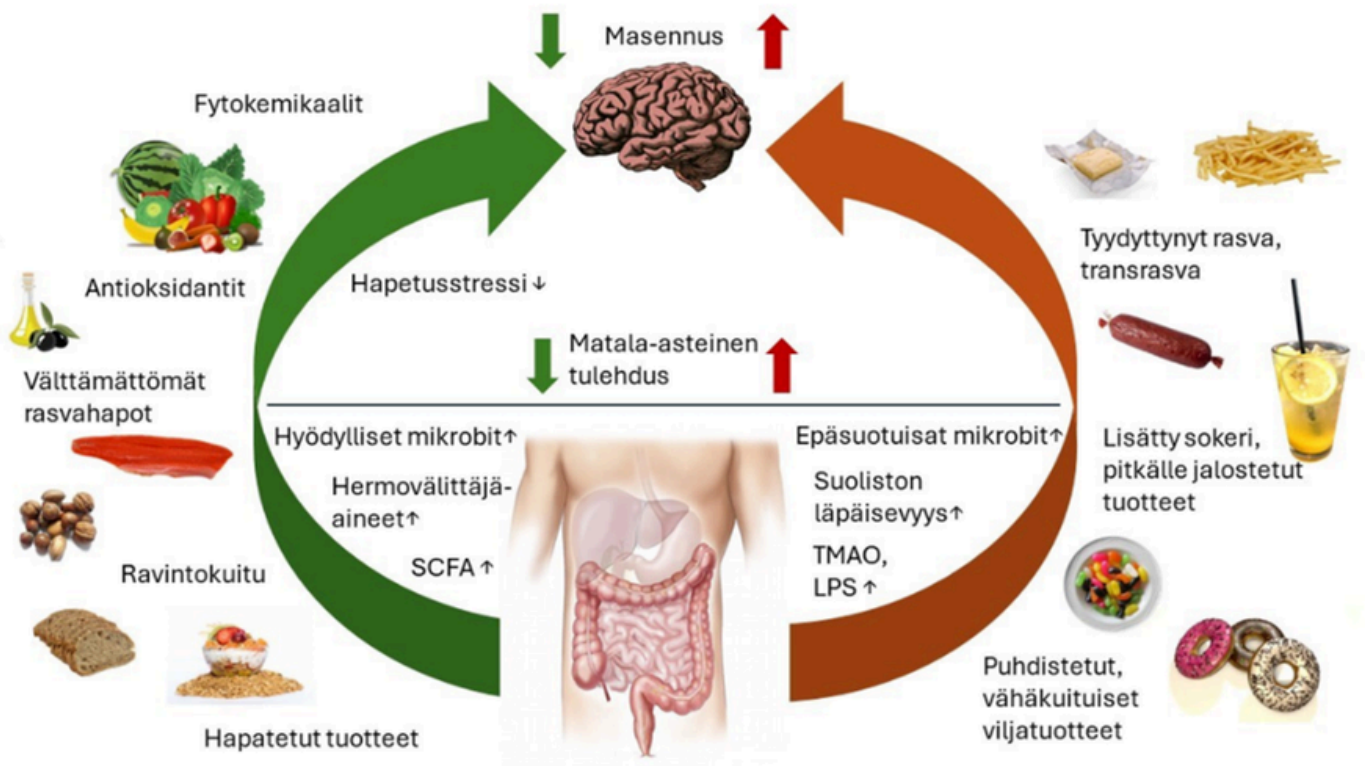 Masennus
Fytokemikaalit
Antioksidantit
Välttämättömät
rasvahapot
Ravintokuitu
Hapatetut tuotteet
Hapetusstressi ↓
Matala-asteinen
tulehdus
Hyödylliset mikrobit↑
Hermovälittäjä-
aineet↑
SCFA ↑
Epäsuotuisat mikrobit↑
Suoliston
läpäisevyys↑
TMAO,
LPS ↑
Tyydyttynyt rasva,
transrasva
Lisätty sokeri,
pitkälle jalostetut
tuotteet
Puhdistetut,
vähäkuituiset
viljatuotteet